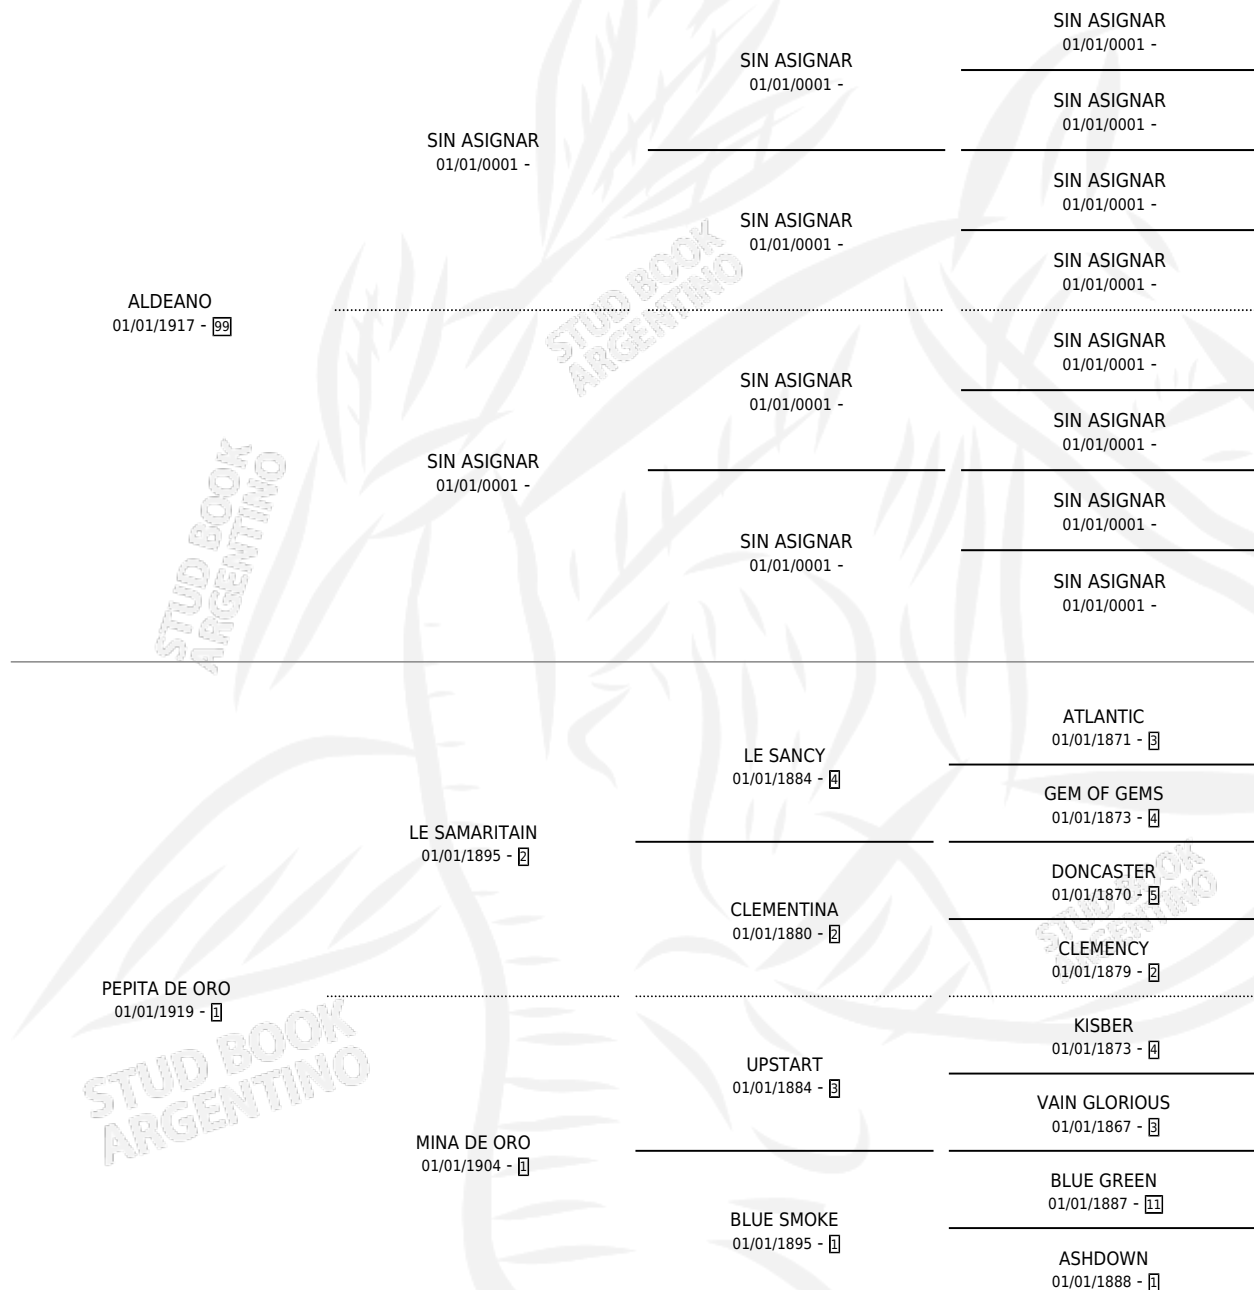 SIN ASIGNAR
01/01/0001 -
SIN ASIGNAR
01/01/0001 -
SIN ASIGNAR
01/01/0001 -
SIN ASIGNAR
01/01/0001 -
SIN ASIGNAR
01/01/0001 -
SIN ASIGNAR
01/01/0001 -
SIN ASIGNAR
01/01/0001 -
STUD BOOK
ARGENTINO
ALDEANO
01/01/1917 - 99
SIN ASIGNAR
01/01/0001 -
SIN ASIGNAR
01/01/0001 -
SIN ASIGNAR
01/01/0001 -
SIN ASIGNAR
01/01/0001 -
SIN ASIGNAR
01/01/0001 -
SIN ASIGNAR
01/01/0001 -
SIN ASIGNAR
01/01/0001 -
STUD BOOK
ARGENTINO
ATLANTIC
01/01/1871 - 3
LE SANCY
01/01/1884 - 4
GEM OF GEMS
01/01/1873 - 4
LE SAMARITAIN
01/01/1895 - 2
DONCASTER
01/01/1870 - 5
CLEMENTINA
01/01/1880 - 2
CLEMENCY
01/01/1879 - 2
STUD BOOK
ARGENTINO
PEPITA DE ORO
01/01/1919 - 1
KISBER
01/01/1873 - 4
UPSTART
01/01/1884 - 3
VAIN GLORIOUS
01/01/1867 - 3
STUD BOOK
ARGENTINO
MINA DE ORO
01/01/1904 - 1
BLUE GREEN
01/01/1887 - 11
BLUE SMOKE
01/01/1895 - 1
ASHDOWN
01/01/1888 - 1